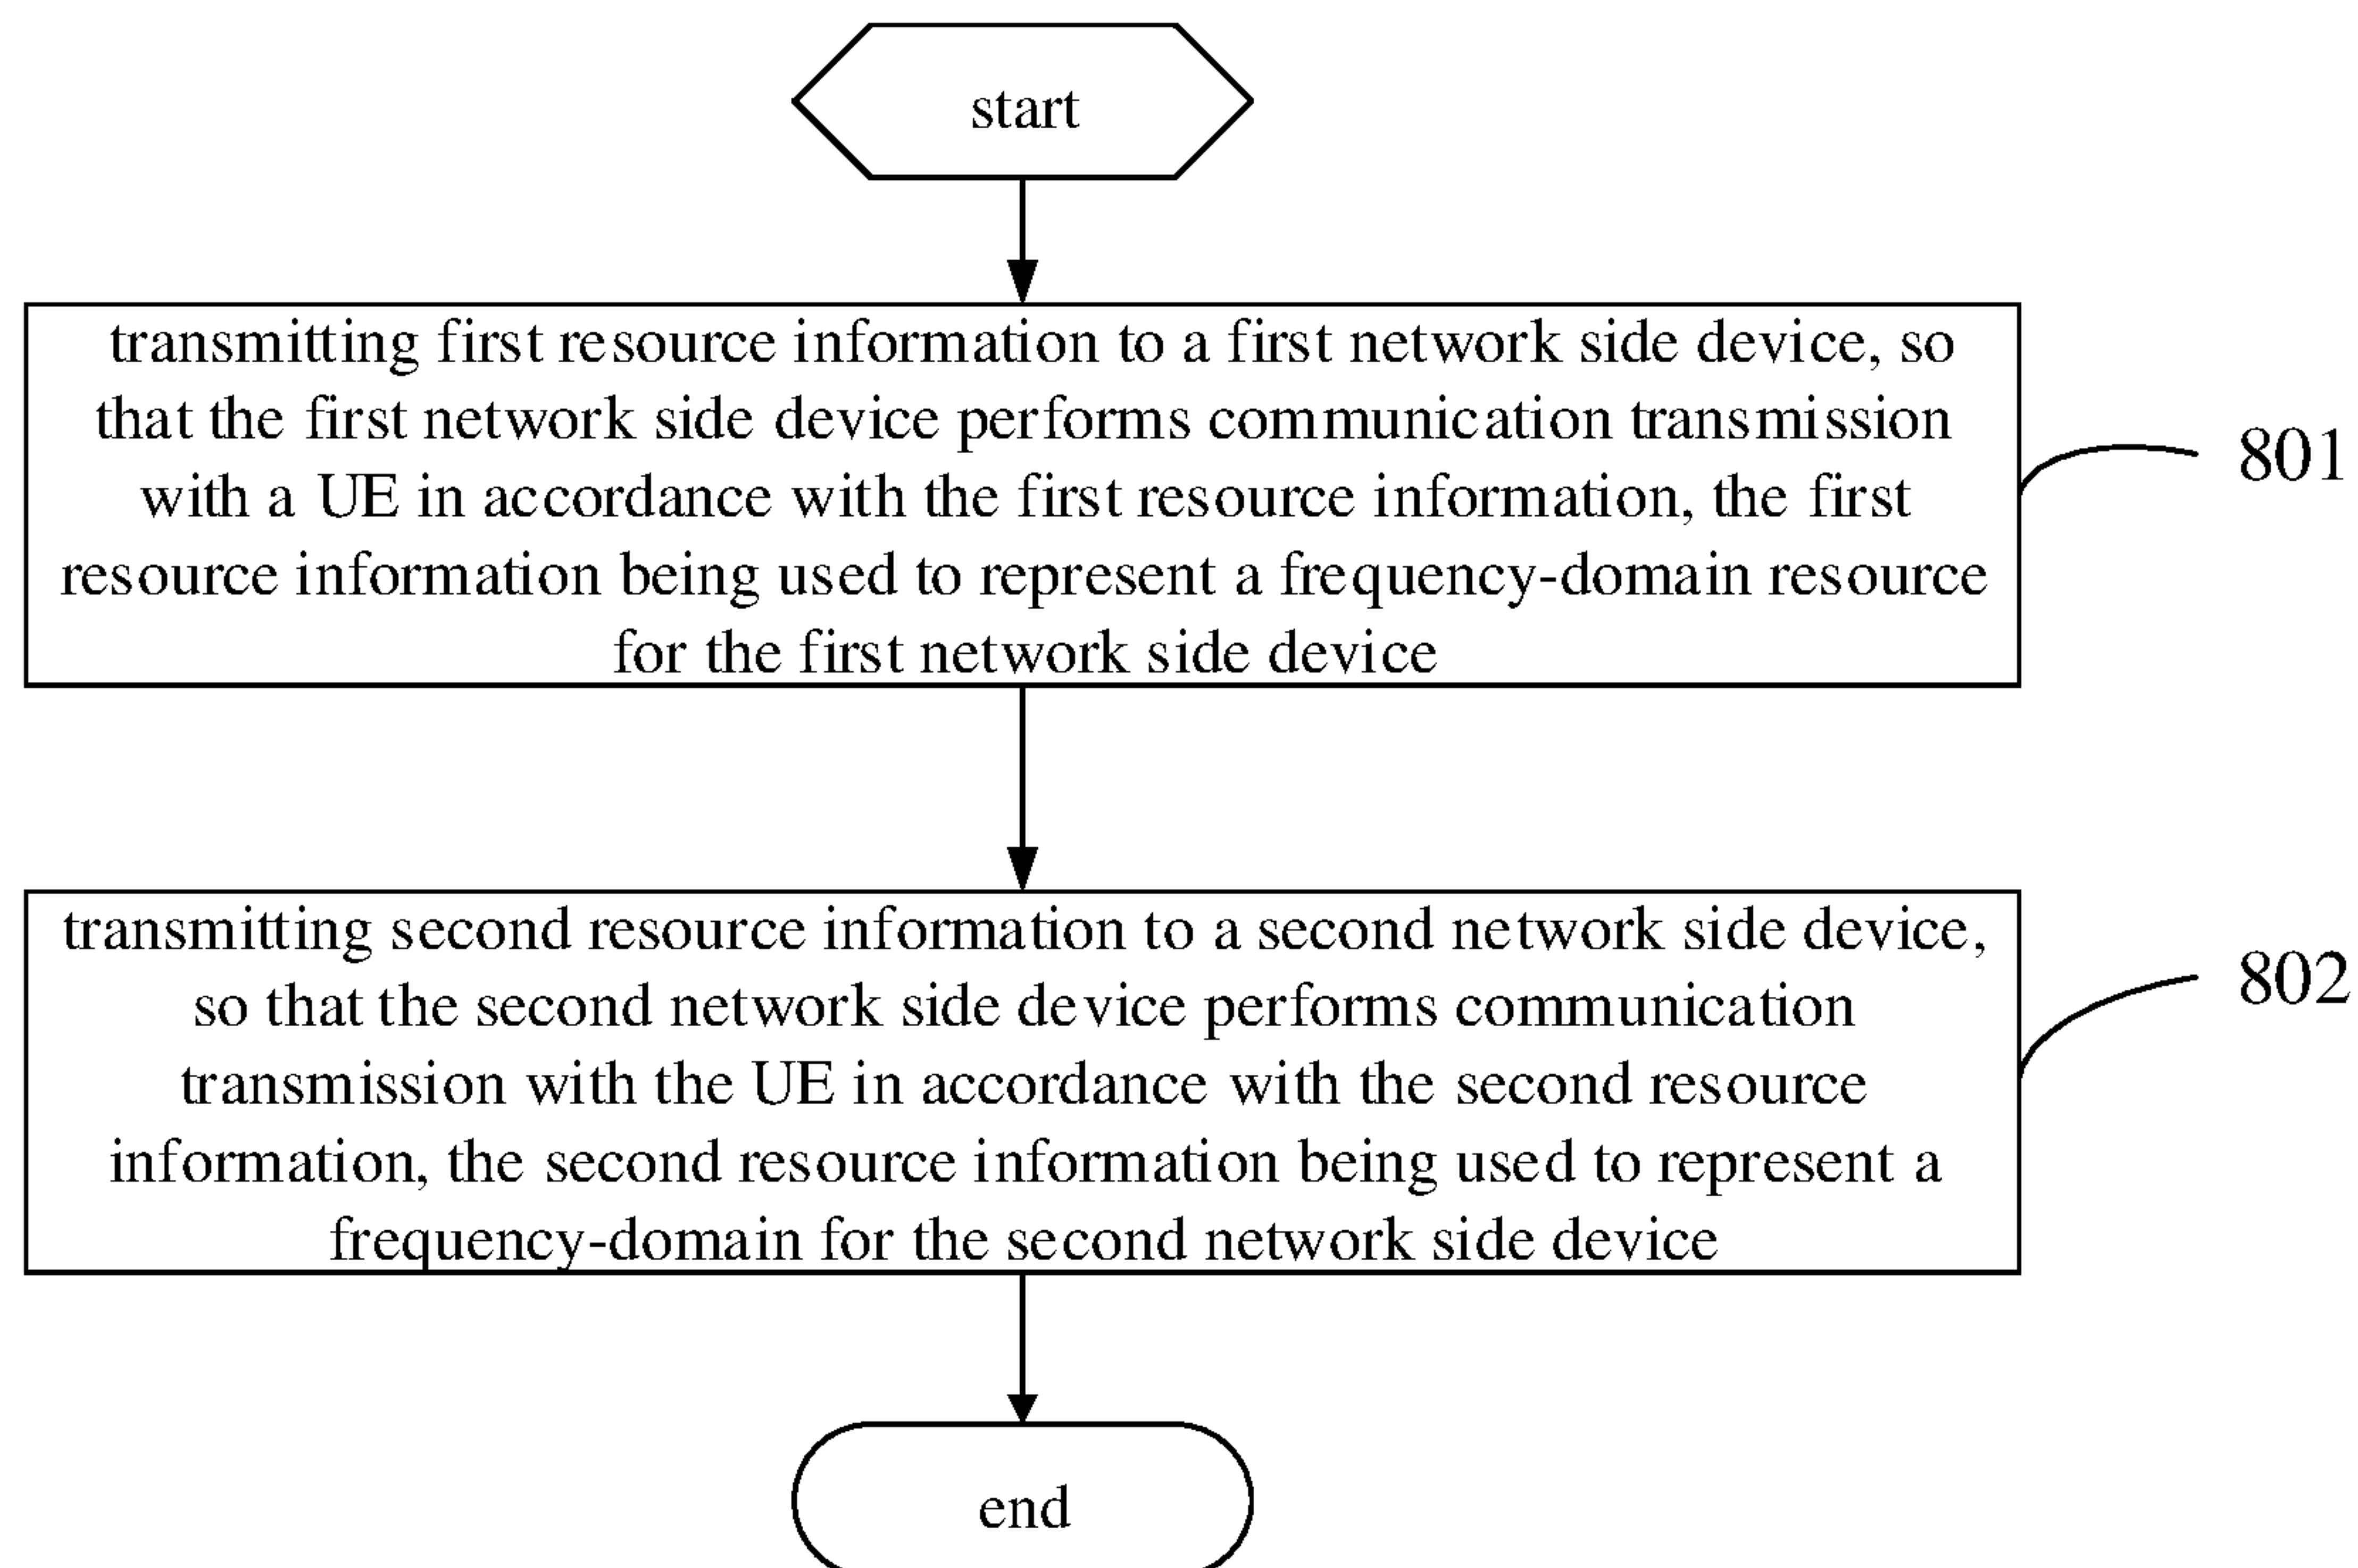 start
transmitting first resource information to a first network side device, so
that the first network side device performs communication transmission
with a UE in accordance with the first resource information, the first
resource information being used to represent a frequency-domain resource
for the first network side device
801
transmitting second resource information to a second network side device,
so that the second network side device performs communication
transmission with the UE in accordance with the second resource
information, the second resource information being used to represent a
frequency-domain for the second network side device
802
end